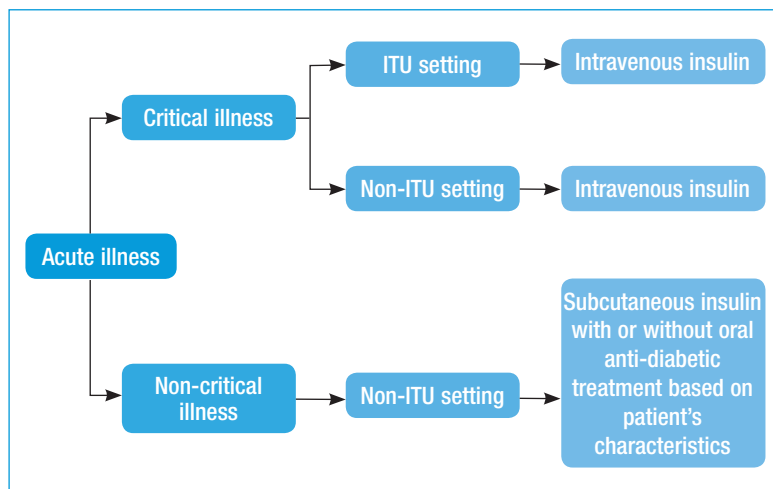 ITU setting
Intravenous insulin
Critical illness
Non-ITU setting
Intravenous insulin
Acute illness
Non-critical
illness
Non-ITU setting
Subcutaneous insulin
with or without oral
anti-diabetic
treatment based on
patient’s
characteristics